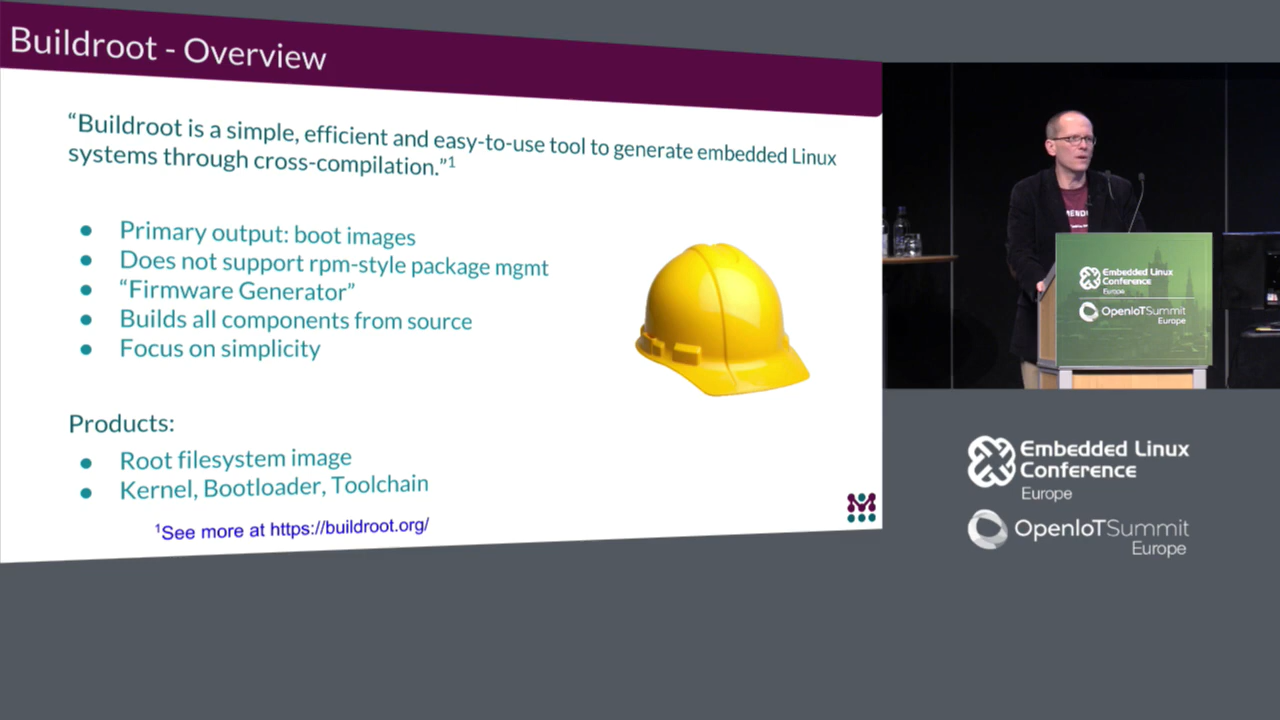 Buildroot - Overview
“Buildroot is a simple, efficient and easy-to-use tool to generate embedded Linux
systems through cross-compilation.”1
● Primary output: boot images
● Does not support rpm-style package mgmt
● “Firmware Generator”
● Builds all components from source
● Focus on simplicity
Products:
● Root filesystem image
● Kernel, Bootloader, Toolchain
1See more at https://buildroot.org/
Embedded Linux
Conference
Europe
OpenIoTSummit
Europe
Embedded Linux
Conference
Europe
OpenIoTSummit
Europe